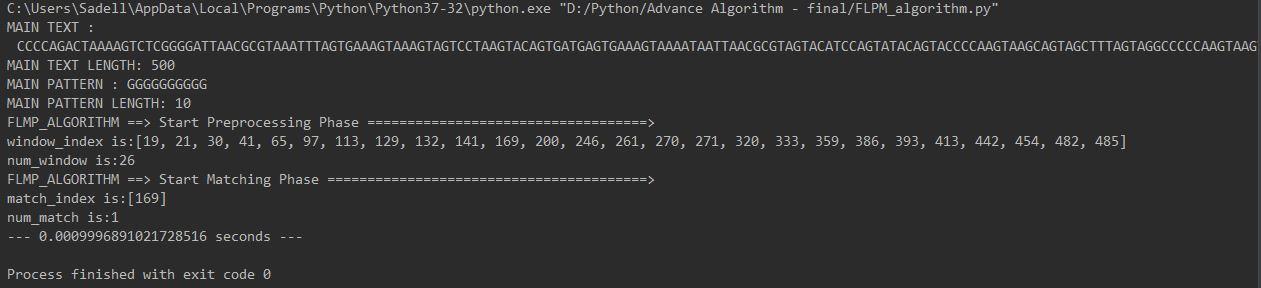 C:\Users\Sadell\AppData\Local\Programs\Python\Python37-32\python.exe "D:/Python/Advance Algorithm - final/FLPM_algorithm.py"
MAIN TEXT :
CCCCAGACTAAAAGTCTCGGGGATTAACGCGTAAATTTAGTGAAAGTAAAGTAGTCCTAAGTACAGTGATGAGTGAAAGTAAAATAATTAACGCGTAGTACATCCAGTATACAGTACCCCAAGTAAGCAGTAGCTTTAGTAGGCCCCCAAGTAAG
MAIN TEXT LENGTH: 500
MAIN PATTERN : GGGGGGGGGG
MAIN PATTERN LENGTH: 10
FLMP_ALGORITHM ==> Start Preprocessing Phase ===================================>
window_index is:[19, 21, 30, 41, 65, 97, 113, 129, 132, 141, 169, 200, 246, 261, 270, 271, 320, 333, 359, 386, 393, 413, 442, 454, 482, 485]
num_window is:26
FLMP_ALGORITHM ==> Start Matching Phase ========================================>
match_index is:[169]
num_match is:1
--- 0.0009996891021728516 seconds ---
Process finished with exit code 0